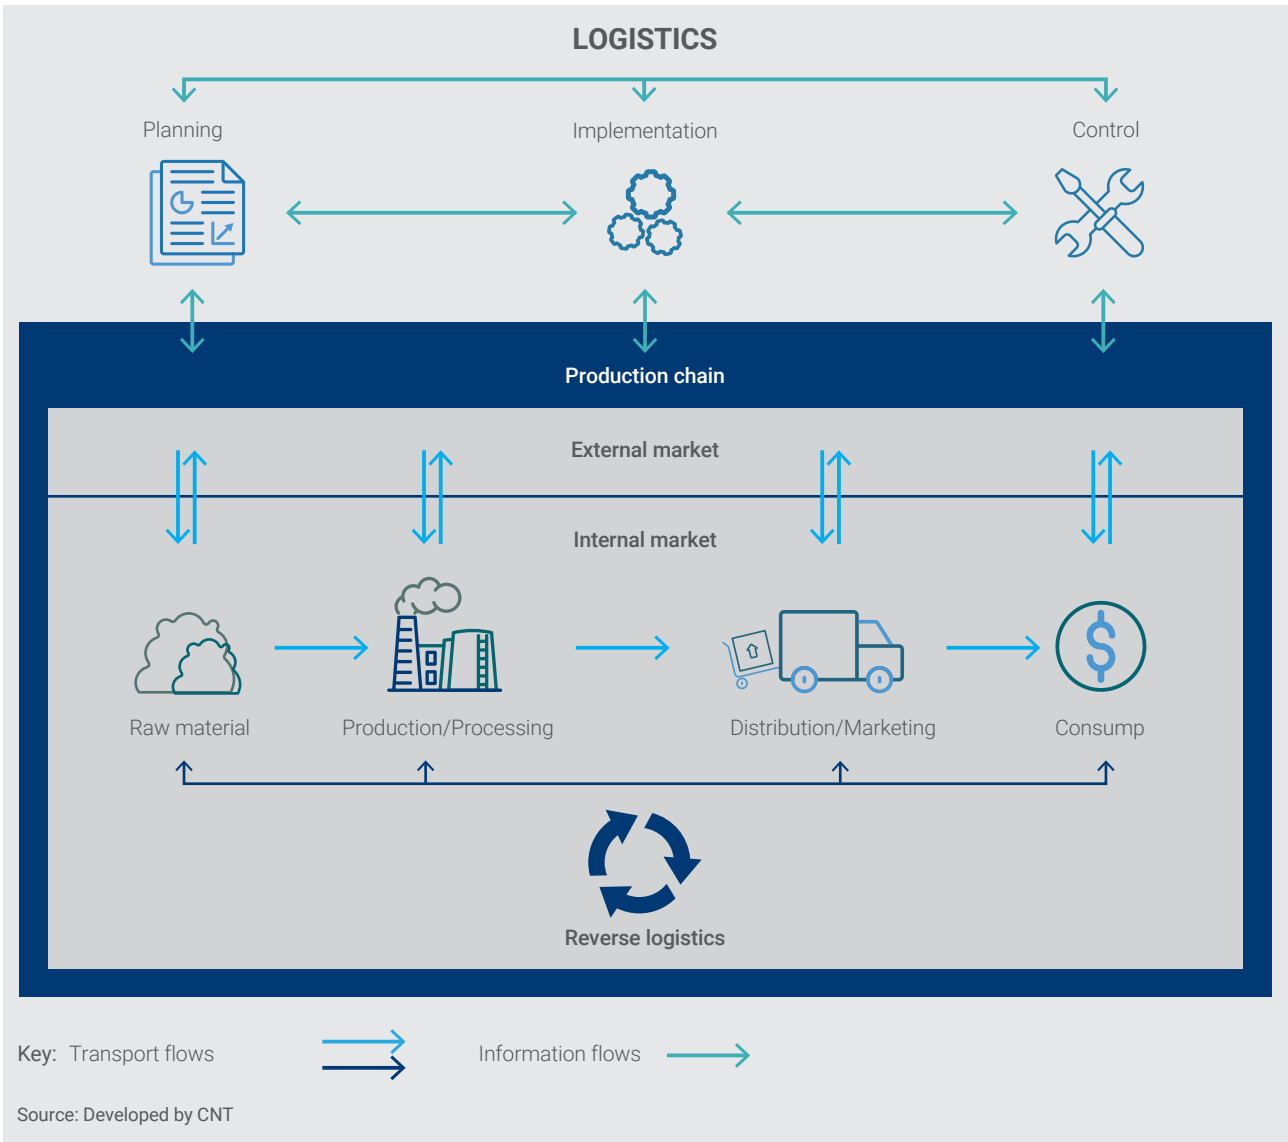 LOGISTICS
Planning
Implementation
Control
Production chain
External market
Internal market
Raw material
Production/Processing
Distribution/Marketing
Consump
Reverse logistics
Key: Transport flows
Information flows
Source: Developed by CNT